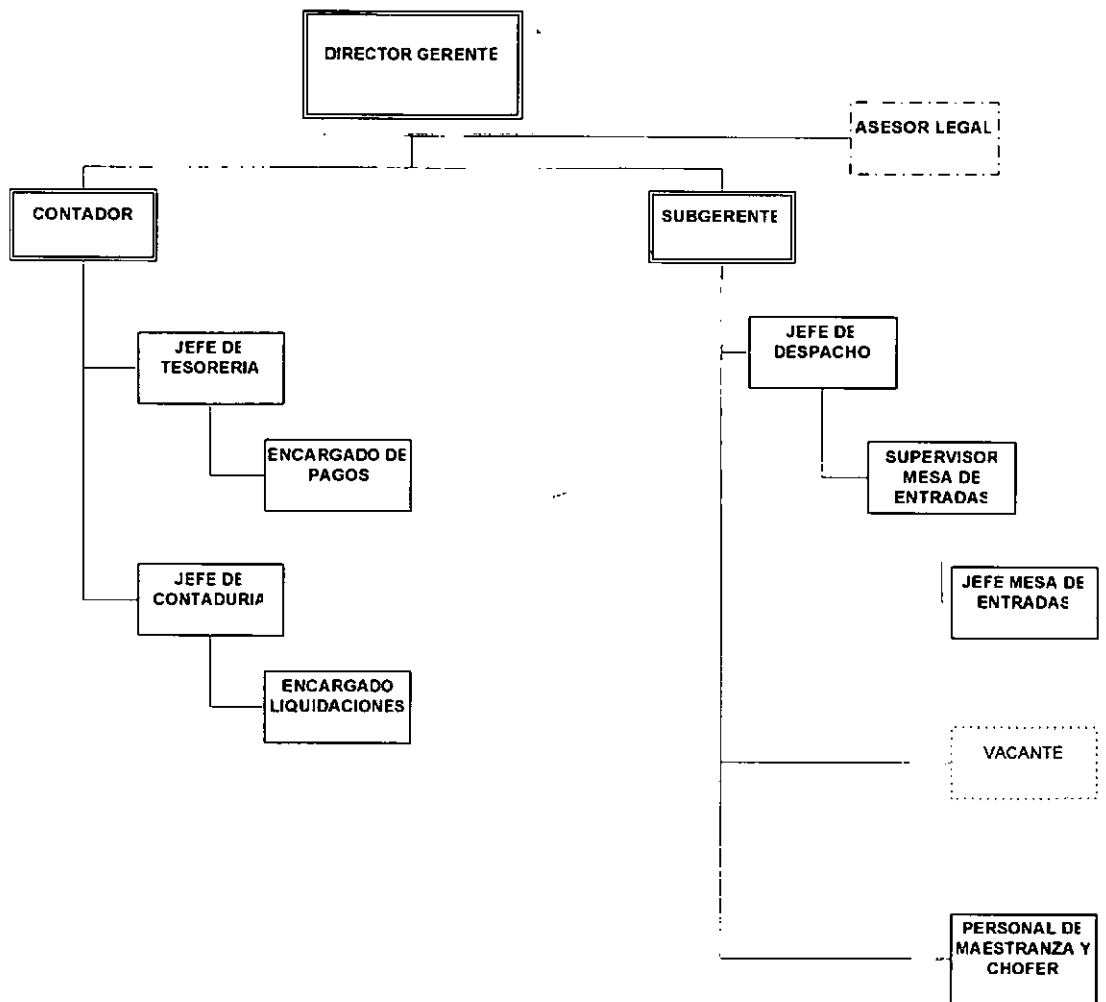 DIRECTOR GERENTE
ASESOR LEGAL
CONTADOR
SUBGERENTE
JEFE DE
TESORERIA
JEFE DE
DESPACHO
ENCARGADO DE
PAGOS
SUPERVISOR
MESA DE
ENTRADAS
JEFE DE
CONTADURIA
JEFE MESA DE
ENTRADAS
ENCARGADO
LIQUIDACIONES
VACANTE
PERSONAL DE
MAESTRANZA Y
CHOFER